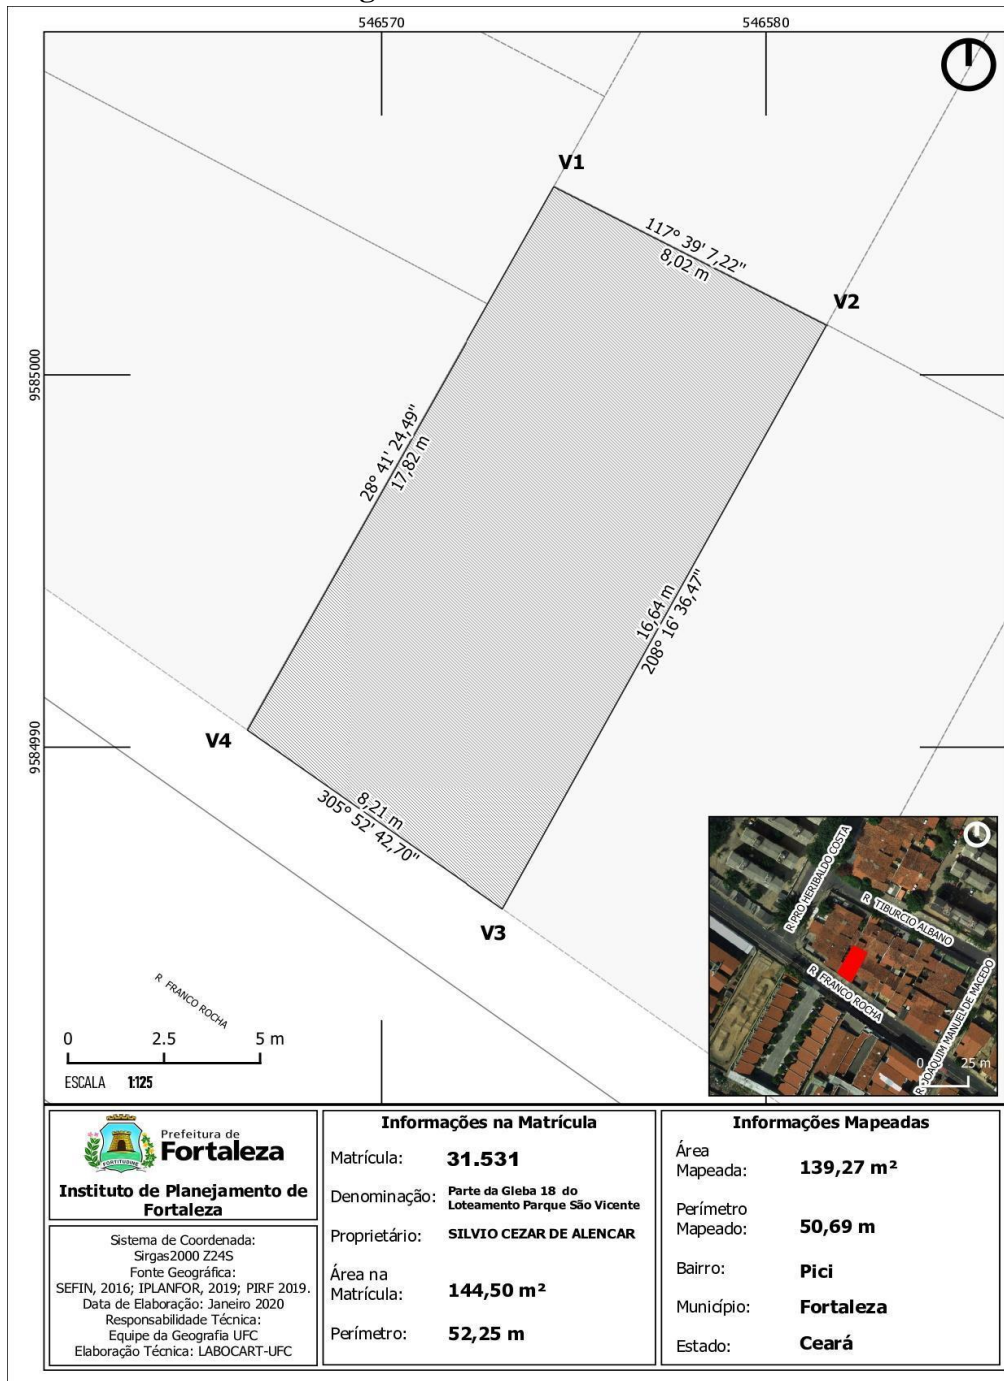 546570
546580
V1
117° 39' 7,22"
8,02 m
V2
9585000
28° 41' 24,49"
17,82 m
16,64 m
208° 16' 36,47"
9584990
V4
8,21 m
305° 52' 42,70"
V3
R FRANCO ROCHA
0 2.5 5 m
ESCALA 1:125
R PRO HERIBALDO COSTA
R TIBURCIO ALBANO
R FRANCO ROCHA
R. JOAQUIM MANUEL DE MACEDO
0 25 m
Prefeitura de
Fortaleza
FORTITUDINE
Instituto de Planejamento de
Fortaleza
Sistema de Coordenada:
Sirgas2000 Z24S
Fonte Geográfica:
SEFIN, 2016; IPLANFOR, 2019; PIRF 2019.
Data de Elaboração: Janeiro 2020
Responsabilidade Técnica:
Equipe da Geografia UFC
Elaboração Técnica: LABOCART-UFC
Informações na Matrícula
Matrícula: 31.531
Denominação: Parte da Gleba 18 do
Loteamento Parque São Vicente
Proprietário: SILVIO CEZAR DE ALENCAR
Área na
Matrícula: 144,50 m²
Perímetro: 52,25 m
Informações Mapeadas
Área
Mapeada: 139,27 m²
Perímetro
Mapeado: 50,69 m
Bairro: Pici
Município: Fortaleza
Estado: Ceará